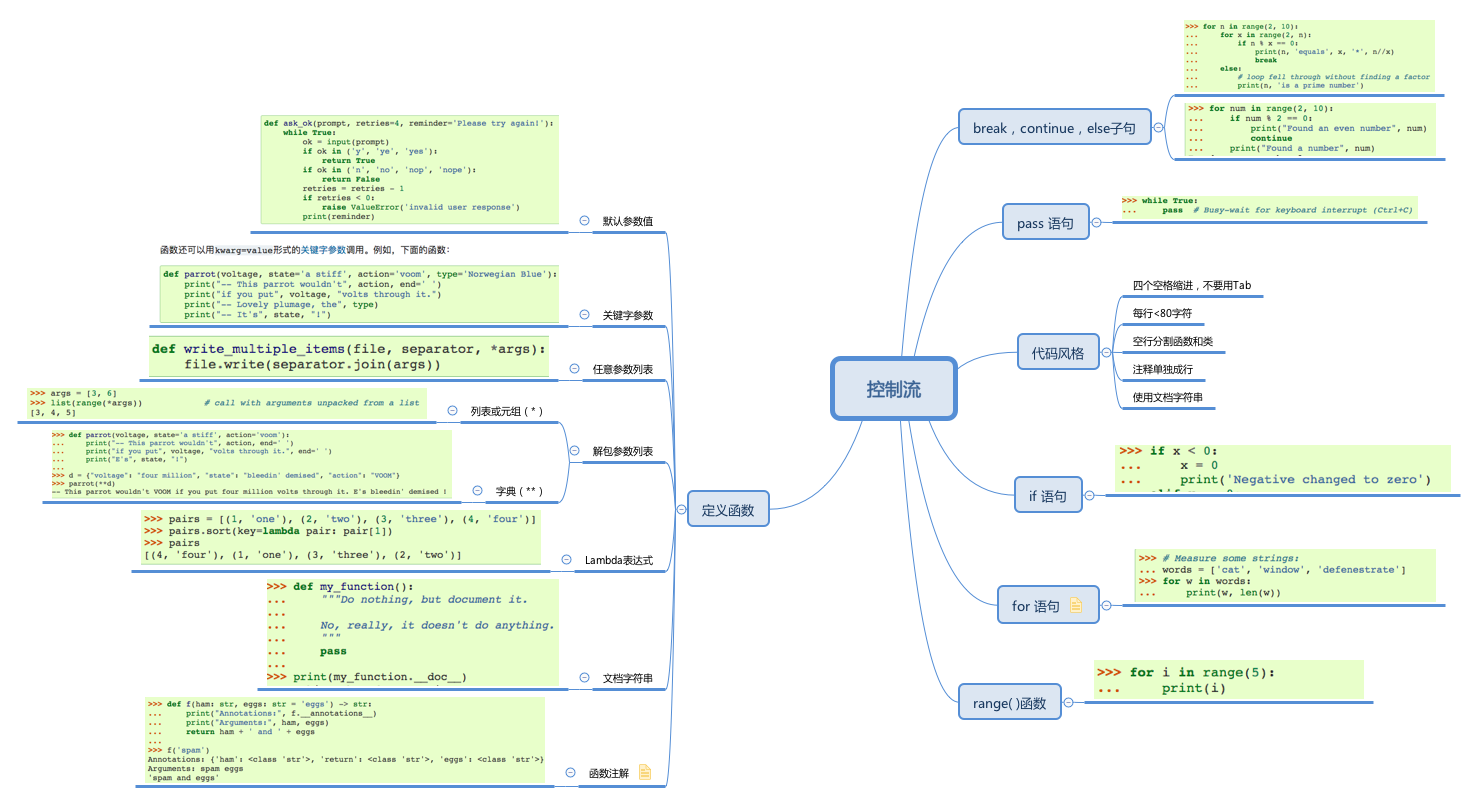 控制流
break，continue，else子句
>>> for n in range(2, 10):
...     for x in range(2, n):
...         if n % x == 0:
...             print(n, 'equals', x, '*', n//x)
...             break
...     else:
...         # loop fell through without finding a factor
...         print(n, 'is a prime number')
>>> for num in range(2, 10):
...     if num % 2 == 0:
...         print("Found an even number", num)
...         continue
...     print("Found a number", num)
pass 语句
>>> while True:
...     pass  # Busy-wait for keyboard interrupt (Ctrl+C)
代码风格
四个空格缩进，不要用Tab
每行<80字符
空行分割函数和类
注释单独成行
使用文档字符串
if 语句
>>> if x < 0:
...     x = 0
...     print('Negative changed to zero')
for 语句
>>> # Measure some strings:
... words = ['cat', 'window', 'defenestrate']
>>> for w in words:
...     print(w, len(w))
range( )函数
>>> for i in range(5):
...     print(i)
定义函数
默认参数值
def ask_ok(prompt, retries=4, reminder='Please try again!'):
    while True:
        ok = input(prompt)
        if ok in ('y', 'ye', 'yes'):
            return True
        if ok in ('n', 'no', 'nop', 'nope'):
            return False
        retries = retries - 1
        if retries < 0:
            raise ValueError('invalid user response')
        print(reminder)
关键字参数
函数还可以用kwarg=value形式的关键字参数调用。例如，下面的函数：
def parrot(voltage, state='a stiff', action='voom', type='Norwegian Blue'):
    print("-- This parrot wouldn't", action, end=' ')
    print("if you put", voltage, "volts through it.")
    print("-- Lovely plumage, the", type)
    print("-- It's", state, "!")
任意参数列表
def write_multiple_items(file, separator, *args):
    file.write(separator.join(args))
解包参数列表
列表或元组 ( * )
>>> args = [3, 6]
>>> list(range(*args))            # call with arguments unpacked from a list
[3, 4, 5]
字典 ( ** )
>>> def parrot(voltage, state='a stiff', action='voom'):
...     print("-- This parrot wouldn't", action, end=' ')
...     print("if you put", voltage, "volts through it.", end=' ')
...     print("E's", state, "!")
...
>>> d = {"voltage": "four million", "state": "bleedin' demised", "action": "VOOM"}
>>> parrot(**d)
-- This parrot wouldn't VOOM if you put four million volts through it. E's bleedin' demised !
Lambda表达式
>>> pairs = [(1, 'one'), (2, 'two'), (3, 'three'), (4, 'four')]
>>> pairs.sort(key=lambda pair: pair[1])
>>> pairs
[(4, 'four'), (1, 'one'), (3, 'three'), (2, 'two')]
文档字符串
>>> def my_function():
...     """Do nothing, but document it.
...
...     No, really, it doesn't do anything.
...     """
...     pass
...
>>> print(my_function.__doc__)
函数注解
>>> def f(ham: str, eggs: str = 'eggs') -> str:
...     print("Annotations:", f.__annotations__)
...     print("Arguments:", ham, eggs)
...     return ham + ' and ' + eggs
...
>>> f('spam')
Annotations: {'ham': <class 'str'>, 'return': <class 'str'>, 'eggs': <class 'str'>}
Arguments: spam eggs
'spam and eggs'